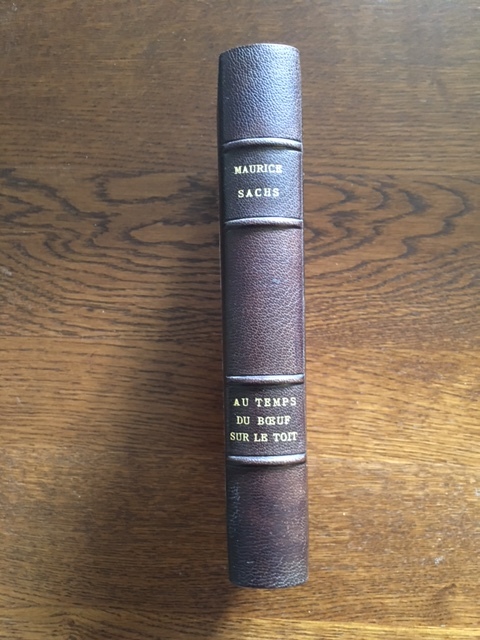 MAURICE
SACHS
AU TEMPS
DU BŒUF
SUR LE TOIT